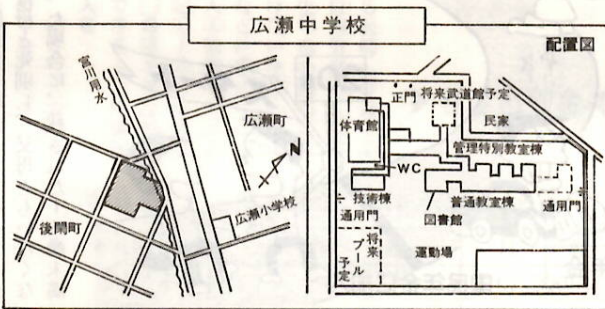 広瀬中学校
配置図
宮川用水
広瀬町
N
後閑町
広瀬小学校
正門
将来武道館予定
民家
体育館
管理特別教室棟
WC
技術棟
通用門
普通教室棟
通用門
図書館
運動場
将来
プール
予定